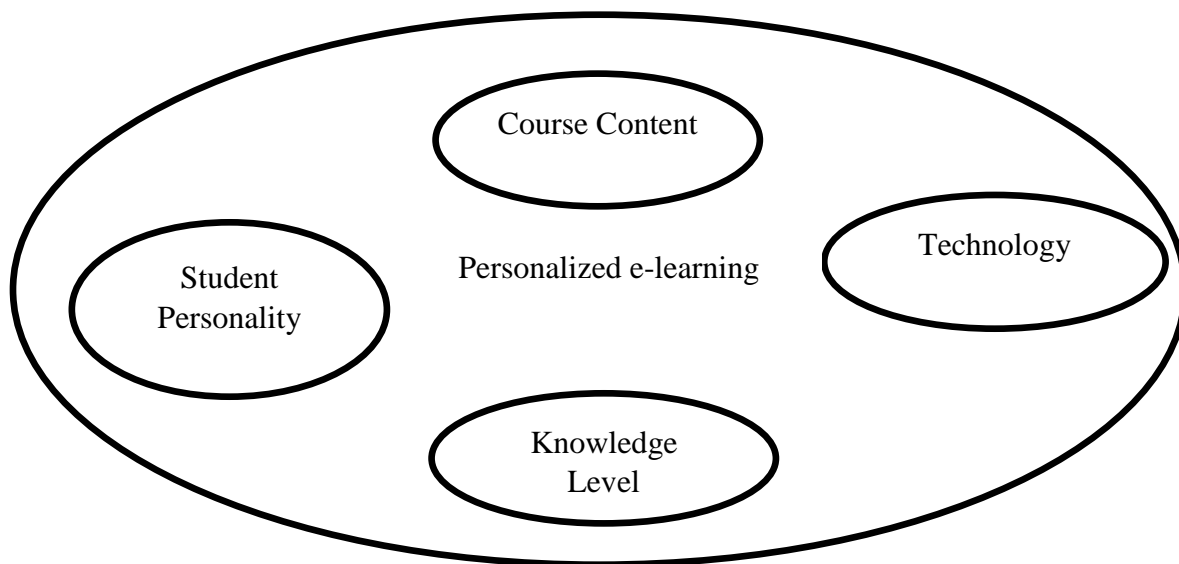 Course Content
Technology
Personalized e-learning
Student
Personality
Knowledge
Level